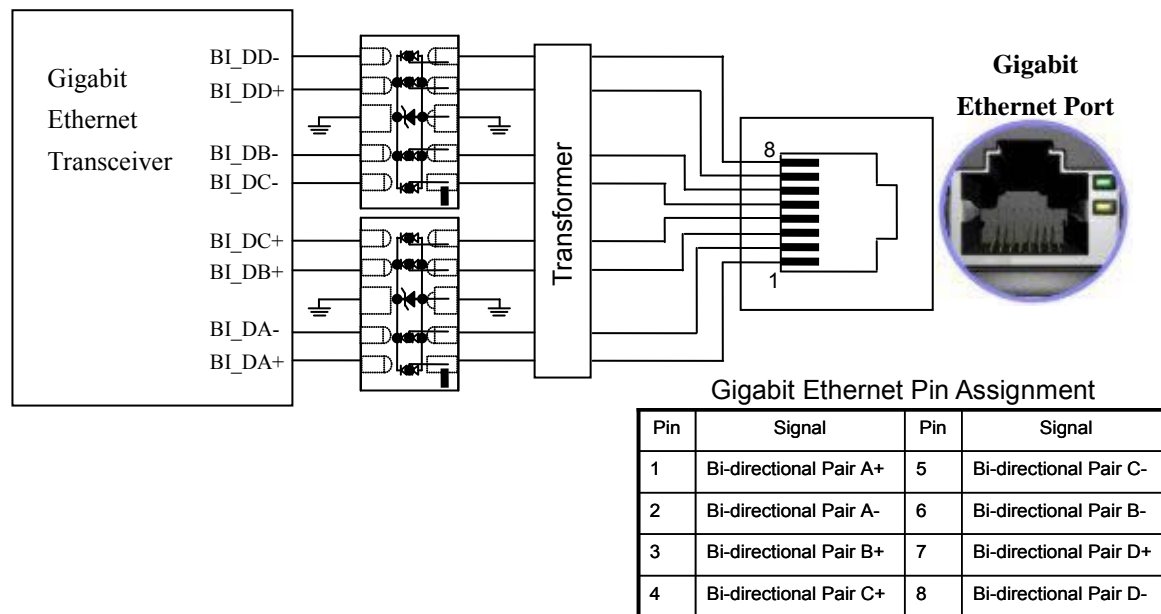 Gigabit
Ethernet
Transceiver
BI_DD-
BI_DD+
BI_DB-
BI_DC-
BI_DC+
BI_DB+
BI_DA-
BI_DA+
Transformer
8
1
Gigabit
Ethernet Port
Gigabit Ethernet Pin Assignment
Pin Signal Pin Signal
1 Bi-directional Pair A+ 5 Bi-directional Pair C-
2 Bi-directional Pair A- 6 Bi-directional Pair B-
3 Bi-directional Pair B+ 7 Bi-directional Pair D+
4 Bi-directional Pair C+ 8 Bi-directional Pair D-